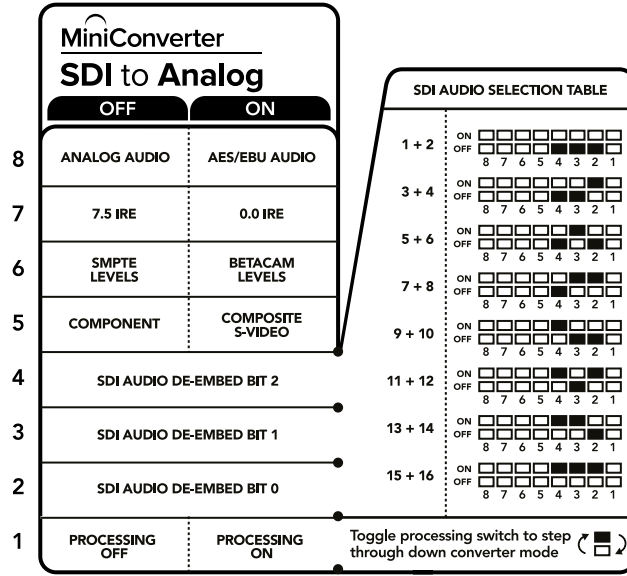 MiniConverter
SDI to Analog
OFF ON
8 ANALOG AUDIO AES/EBU AUDIO
7 7.5 IRE 0.0 IRE
6 SMPTE LEVELS BETACAM LEVELS
5 COMPONENT COMPOSITE S-VIDEO
4 SDI AUDIO DE-EMBED BIT 2
3 SDI AUDIO DE-EMBED BIT 1
2 SDI AUDIO DE-EMBED BIT 0
1 PROCESSING OFF PROCESSING ON
SDI AUDIO SELECTION TABLE
1 + 2 ON
OFF
8 7 6 5 4 3 2 1
3 + 4 ON
OFF
8 7 6 5 4 3 2 1
5 + 6 ON
OFF
8 7 6 5 4 3 2 1
7 + 8 ON
OFF
8 7 6 5 4 3 2 1
9 + 10 ON
OFF
8 7 6 5 4 3 2 1
11 + 12 ON
OFF
8 7 6 5 4 3 2 1
13 + 14 ON
OFF
8 7 6 5 4 3 2 1
15 + 16 ON
OFF
8 7 6 5 4 3 2 1
Toggle processing switch to step
through down converter mode